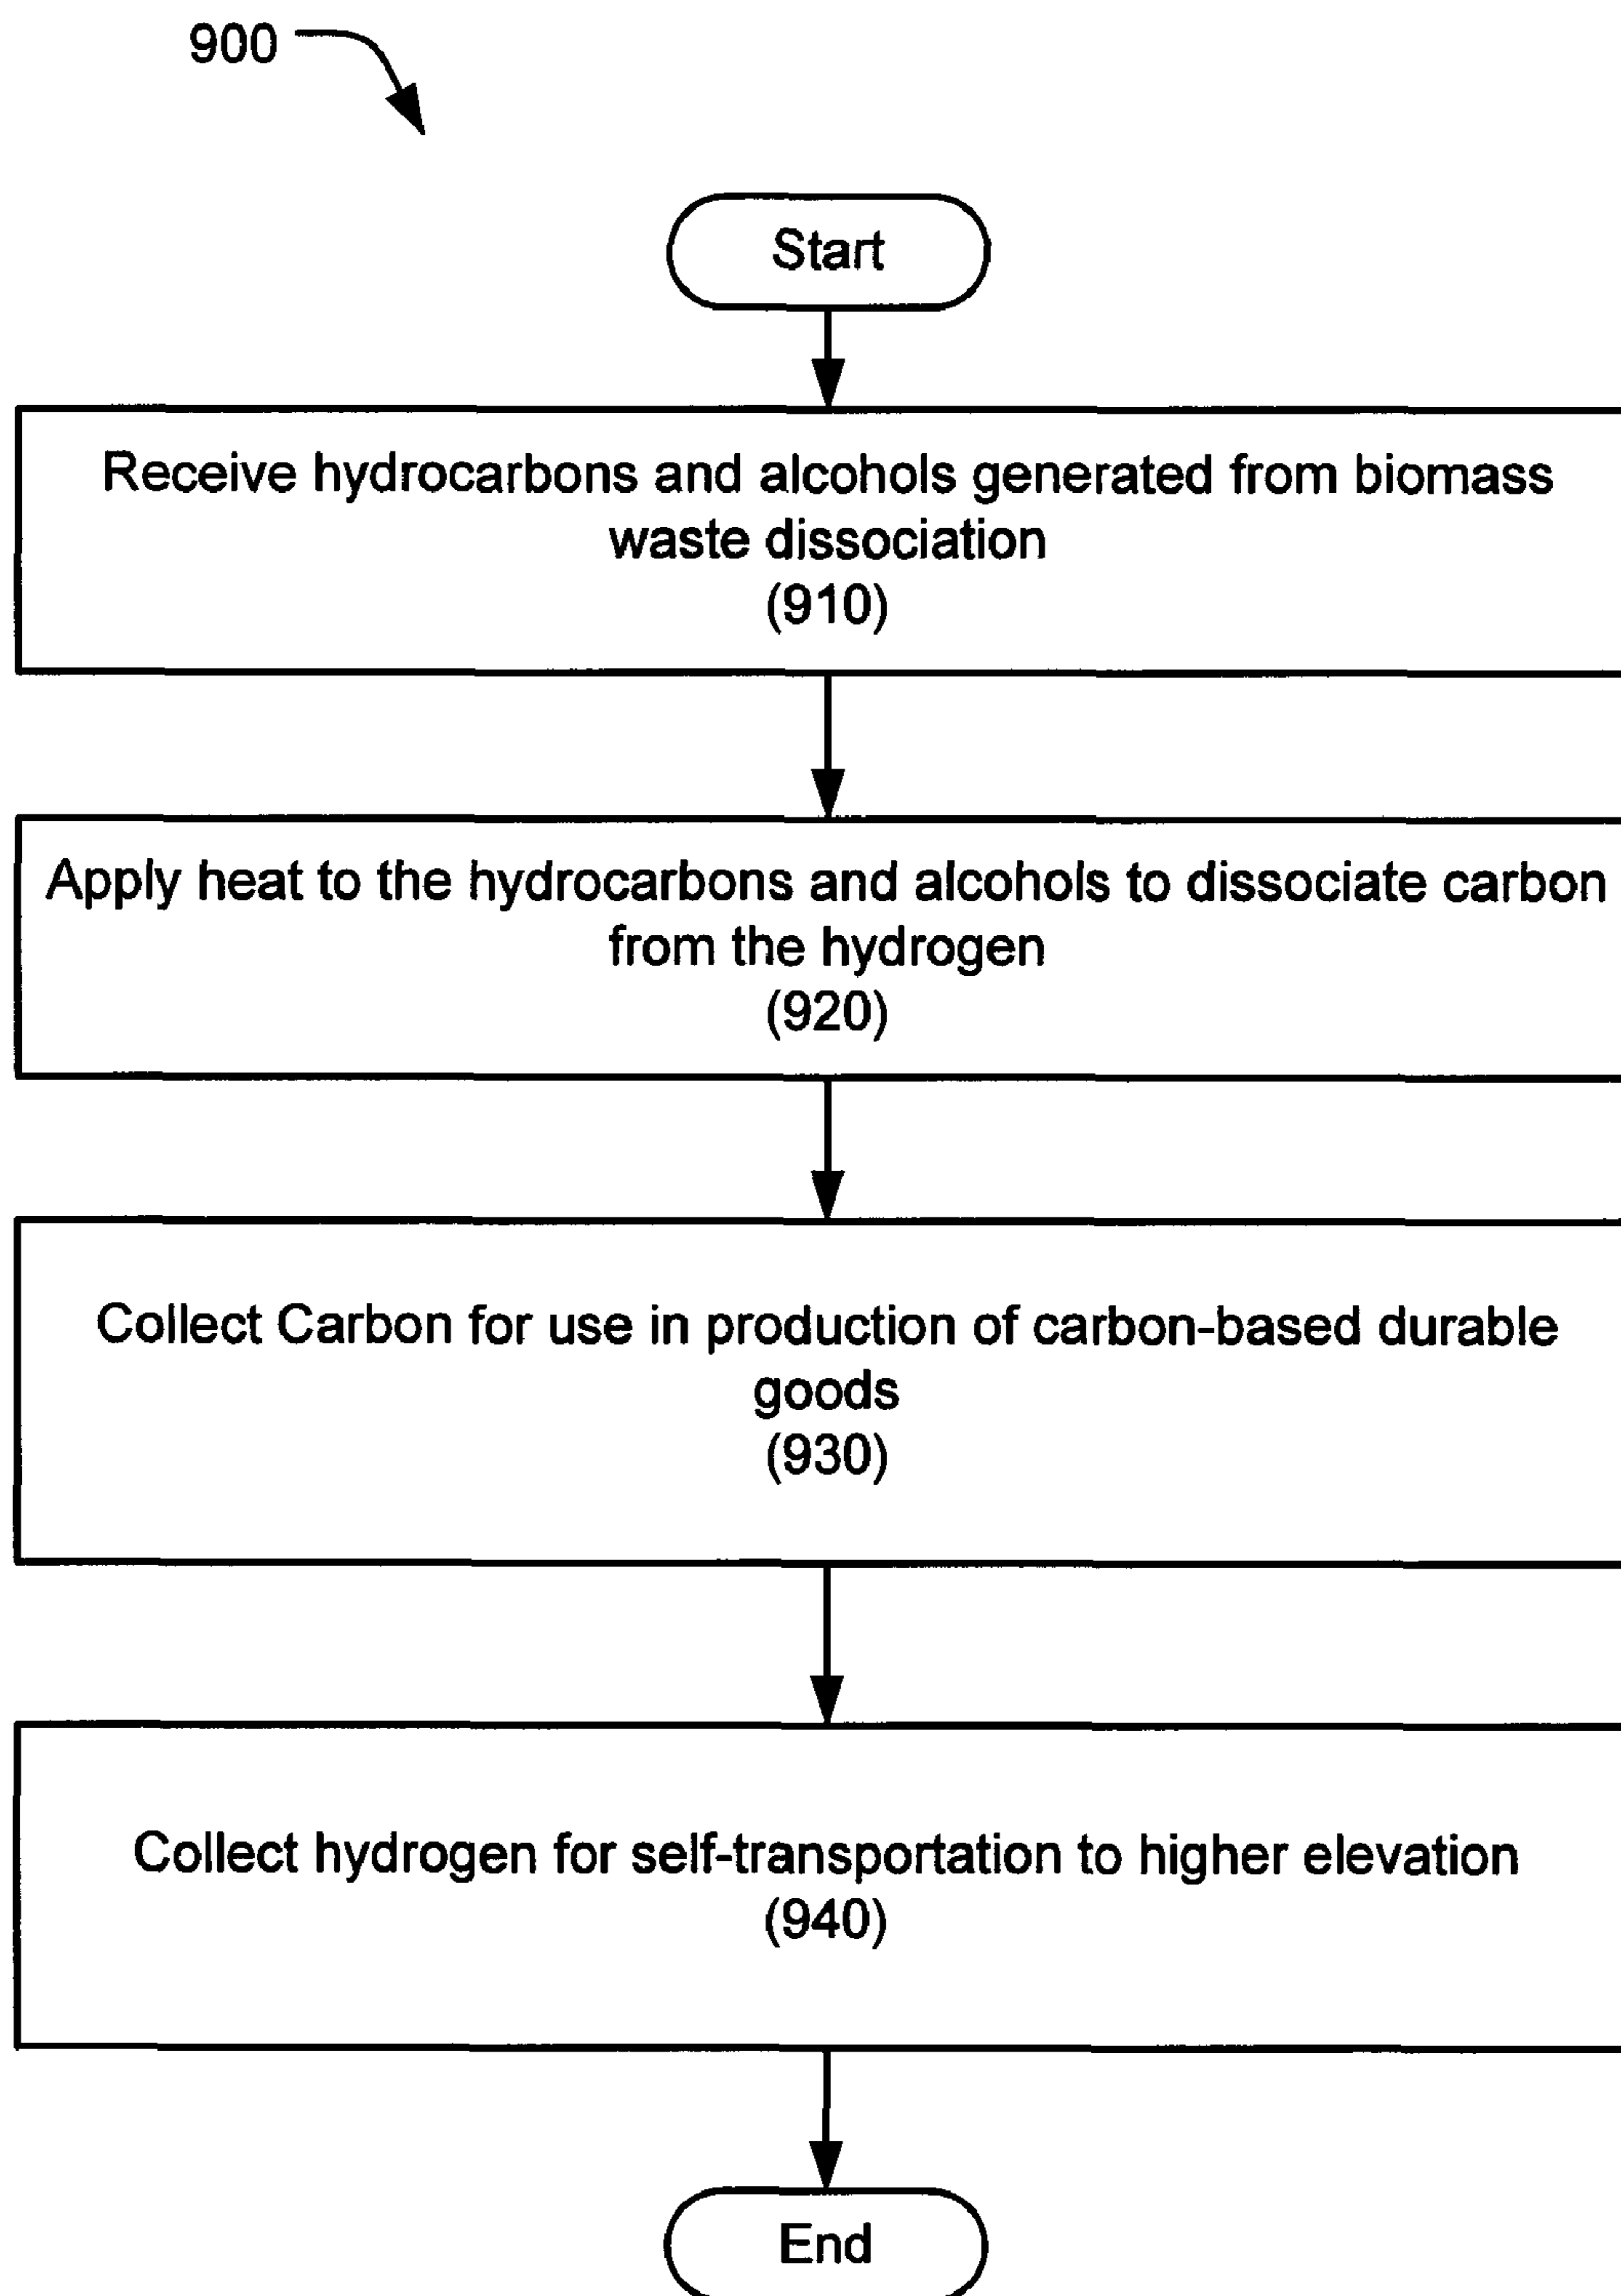 900
Start
Receive hydrocarbons and alcohols generated from biomass
waste dissociation
(910)
Apply heat to the hydrocarbons and alcohols to dissociate carbon
from the hydrogen
(920)
Collect Carbon for use in production of carbon-based durable
goods
(930)
Collect hydrogen for self-transportation to higher elevation
(940)
End